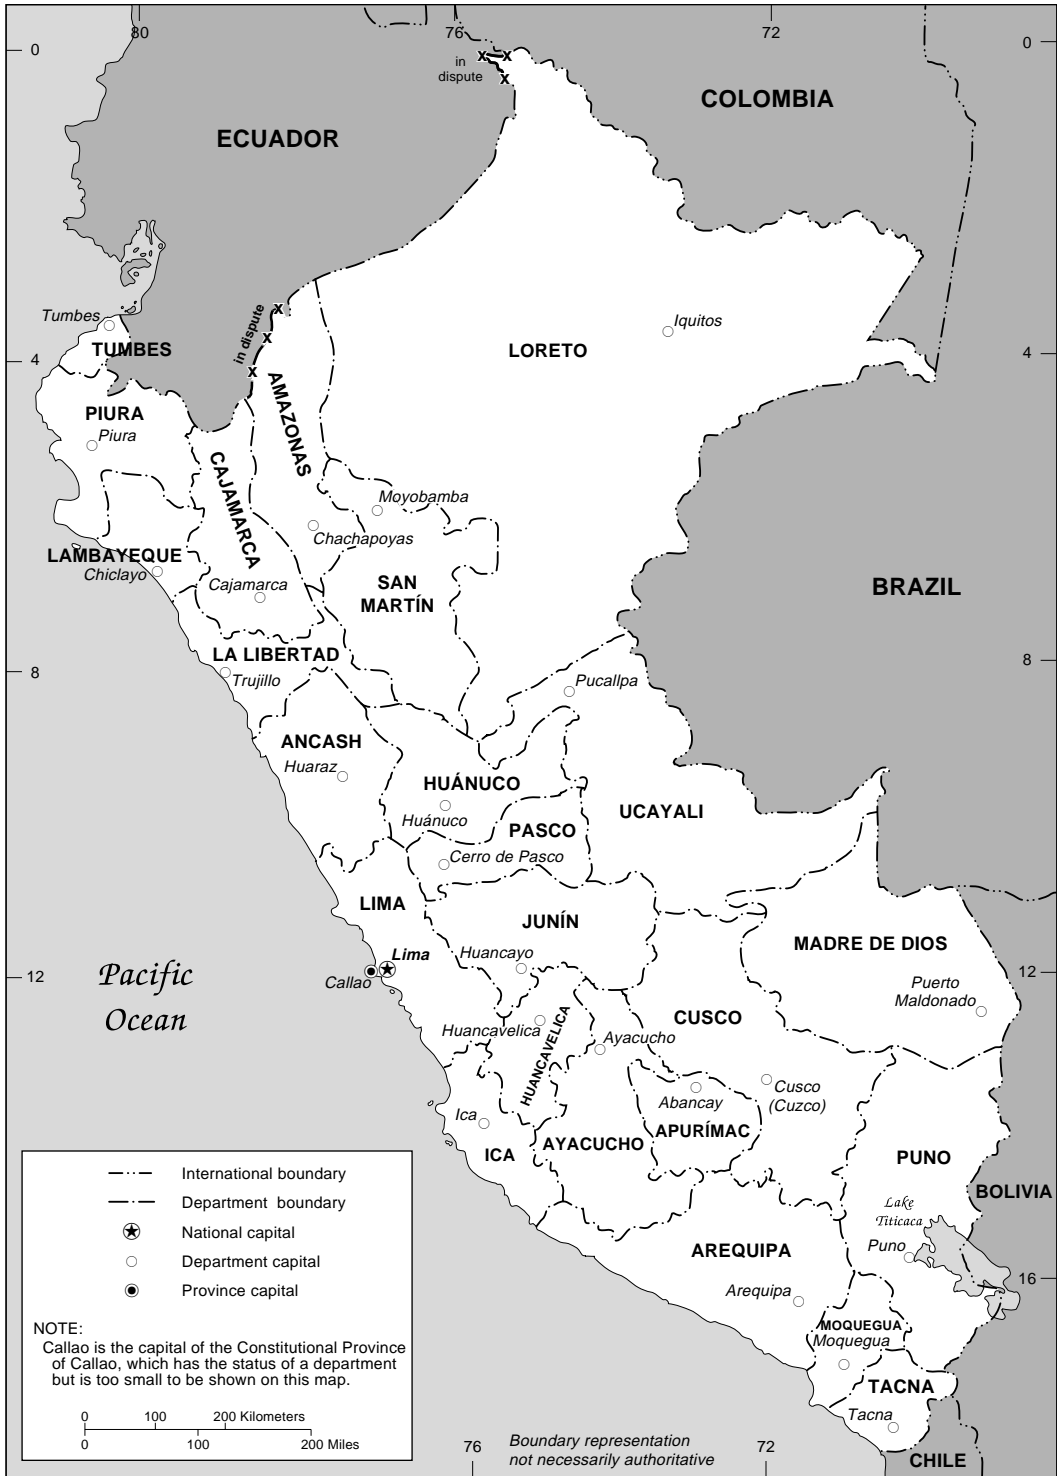 80
76
72
0
0
in
dispute
COLOMBIA
ECUADOR
Tumbes
TUMBES
in dispute
Iquitos
LORETO
4
4
AMAZONAS
PIURA
Piura
CAJAMARCA
Moyobamba
Chachapoyas
LAMBAYEQUE
Chiclayo
Cajamarca
SAN
MARTÍN
BRAZIL
LA LIBERTAD
8
8
Trujillo
Pucallpa
ANCASH
Huaraz
HUÁNUCO
Huánuco
UCAYALI
PASCO
Cerro de Pasco
LIMA
JUNÍN
MADRE DE DIOS
Lima
Huancayo
Pacific
Ocean
12
Callao
12
Puerto
Maldonado
Huancavelica
HUANCAVELICA
Ayacucho
CUSCO
Cusco
(Cuzco)
Abancay
APURÍMAC
Ica
ICA
AYACUCHO
PUNO
BOLIVIA
Lake
Titicaca
Puno
AREQUIPA
Arequipa
16
MOQUEGUA
Moquegua
TACNA
Tacna
CHILE
International boundary
Department boundary
National capital
Department capital
Province capital
NOTE:
Callao is the capital of the Constitutional Province
of Callao, which has the status of a department
but is too small to be shown on this map.
0 100 200 Kilometers
0 100 200 Miles
76
Boundary representation
not necessarily authoritative
72